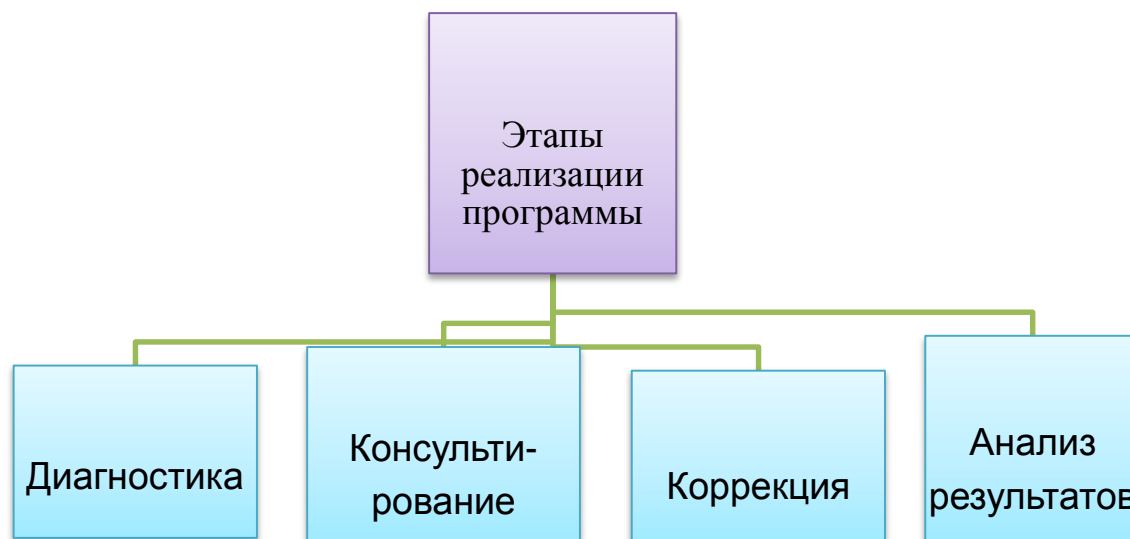 Этапы
реализации
программы
Диагностика
Консульти-
рование
Коррекция
Анализ
результатов